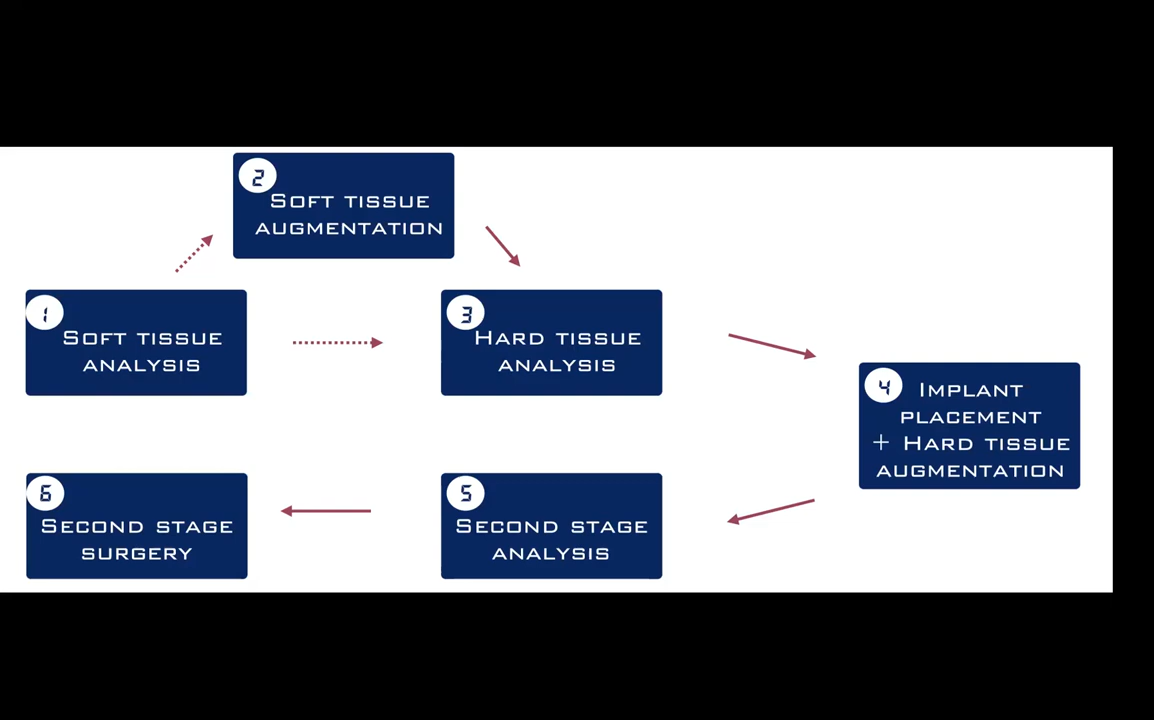 2
Soft tissue
augmentation
1
Soft tissue
analysis
3
Hard tissue
analysis
4
Implant
placement
+ Hard tissue
augmentation
5
Second stage
analysis
6
Second stage
surgery